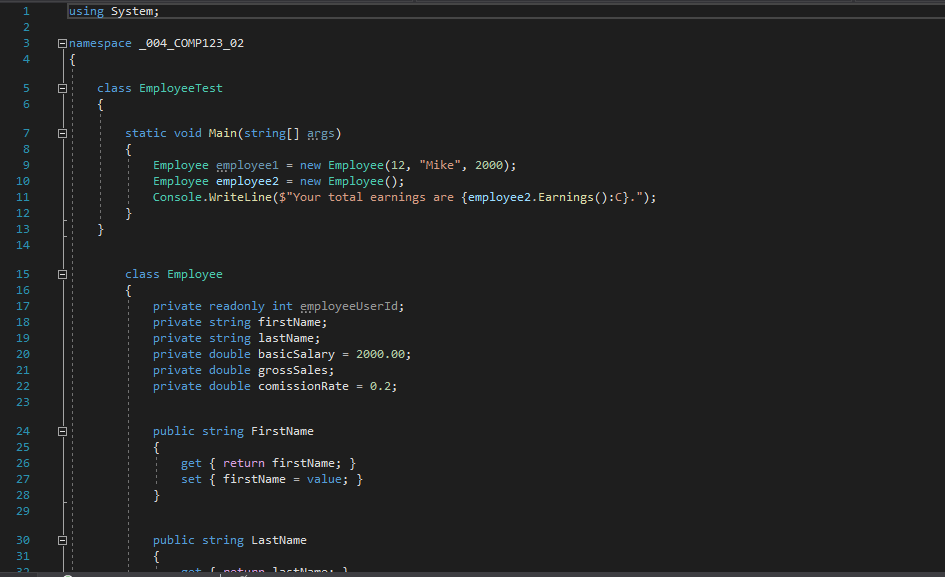 1 using System;
2
3 namespace _004_COMP123_02
4 {
5 class EmployeeTest
6 {
7 static void Main(string[] args)
8 {
9 Employee employee1 = new Employee(12, "Mike", 2000);
10 Employee employee2 = new Employee();
11 Console.WriteLine($"Your total earnings are {employee2.Earnings():C}.");
12 }
13 }
14
15 class Employee
16 {
17 private readonly int employeeUserId;
18 private string firstName;
19 private string lastName;
20 private double basicSalary = 2000.00;
21 private double grossSales;
22 private double comissionRate = 0.2;
23
24 public string FirstName
25 {
26 get { return firstName; }
27 set { firstName = value; }
28 }
29
30 public string LastName
31 {
32 get { return lastName; }